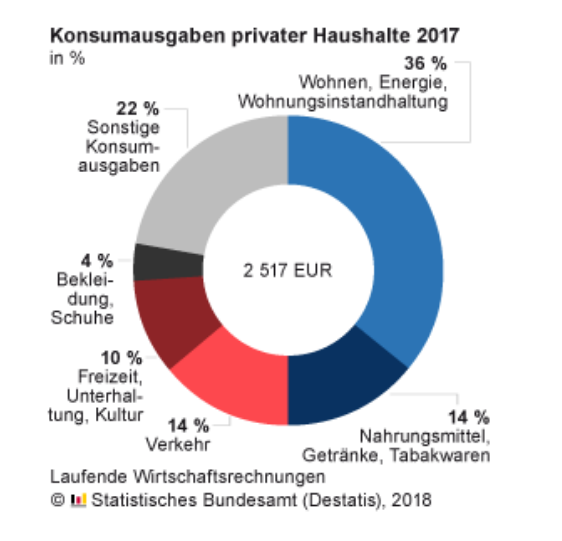 Konsumausgaben privater Haushalte 2017
in %
36 %
Wohnen, Energie,
Wohnungsinstandhaltung
22 %
Sonstige
Konsum-
ausgaben
2 517 EUR
4 %
Beklei-
dung,
Schuhe
10 %
Freizeit,
Unterhal-
tung, Kultur
14 %
Verkehr
14 %
Nahrungsmittel,
Getränke, Tabakwaren
Laufende Wirtschaftsrechnungen
© Statistisches Bundesamt (Destatis), 2018